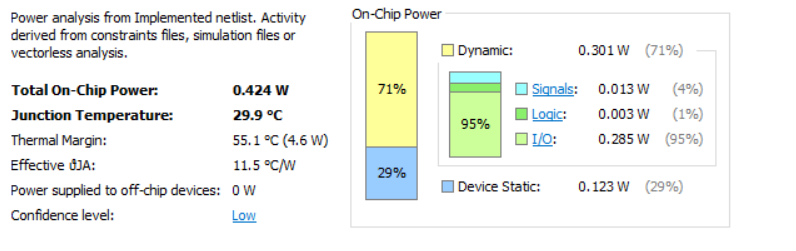 Power analysis from Implemented netlist. Activity
derived from constraints files, simulation files or
vectorless analysis.
Total On-Chip Power: 0.424 W
Junction Temperature: 29.9 °C
Thermal Margin: 55.1 °C (4.6 W)
Effective ϑJA: 11.5 °C/W
Power supplied to off-chip devices: 0 W
Confidence level: Low
On-Chip Power
71%
29%
Dynamic: 0.301 W (71%)
95%
Signals: 0.013 W (4%)
Logic: 0.003 W (1%)
I/O: 0.285 W (95%)
Device Static: 0.123 W (29%)